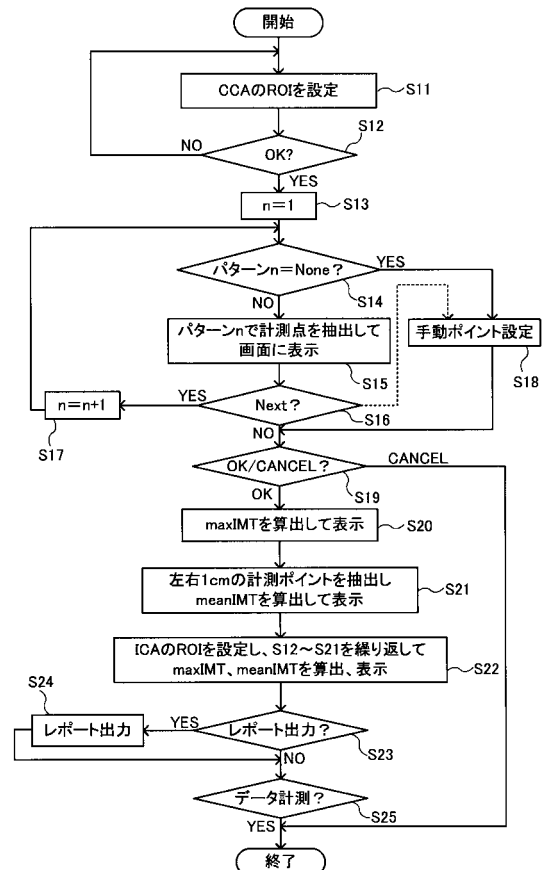 開始
CCAのROIを設定
S11
S12
NO
OK?
YES
n=1
S13
パターンn=None?
YES
S14
NO
パターンnで計測点を抽出して
画面に表示
S15
手動ポイント設定
S18
n=n+1
S17
YES
Next?
S16
NO
OK/CANCEL?
CANCEL
S19
OK
maxIMTを算出して表示
S20
左右1cmの計測ポイントを抽出し
meanIMTを算出して表示
S21
ICAのROIを設定し、S12～S21を繰り返して
maxIMT、meanIMTを算出、表示
S22
S24
レポート出力
YES
レポート出力?
S23
NO
データ計測?
S25
YES
終了